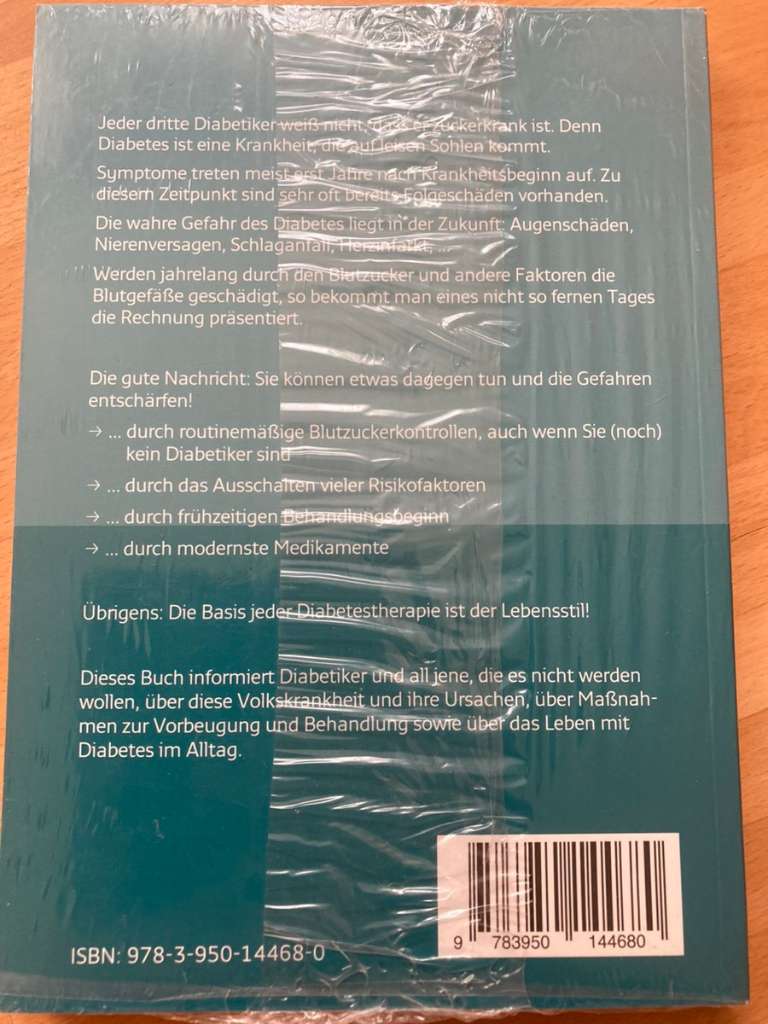 Jeder dritte Diabetiker weiß nicht, dass er zuckerkrank ist. Denn
Diabetes ist eine Krankheit, die auf leisen Sohlen kommt.
Symptome treten meist erst Jahre nach Krankheitsbeginn auf. Zu
diesem Zeitpunkt sind sehr oft bereits Folgeschäden vorhanden.
Die wahre Gefahr des Diabetes liegt in der Zukunft: Augenschäden,
Nierenversagen, Schlaganfall, Herzinfarkt, ...
Werden jahrelang durch den Blutzucker und andere Faktoren die
Blutgefäße geschädigt, so bekommt man eines nicht so fernen Tages
die Rechnung präsentiert.
Die gute Nachricht: Sie können etwas dagegen tun und die Gefahren
entschärfen!
→ ... durch routinemäßige Blutzuckerkontrollen, auch wenn Sie (noch)
kein Diabetiker sind
→ ... durch das Ausschalten vieler Risikofaktoren
→ ... durch frühzeitigen Behandlungsbeginn
→ ... durch modernste Medikamente
Übrigens: Die Basis jeder Diabetestherapie ist der Lebensstil!
Dieses Buch informiert Diabetiker und all jene, die es nicht werden
wollen, über diese Volkskrankheit und ihre Ursachen, über Maßnah-
men zur Vorbeugung und Behandlung sowie über das Leben mit
Diabetes im Alltag.
ISBN: 978-3-950-14468-0
9 783950 144680